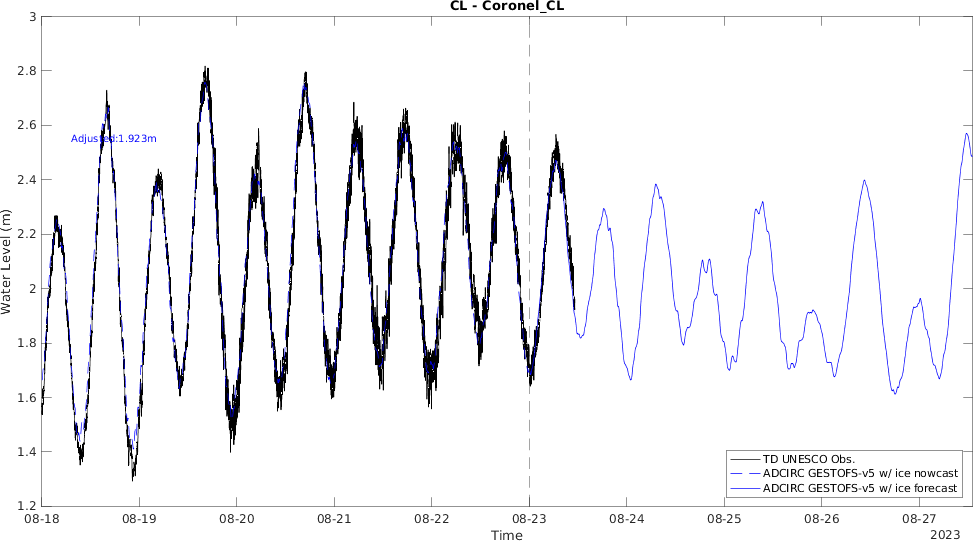 CL - Coronel_CL
3
2.8
2.6
2.4
2.2
2
1.8
1.6
1.4
1.2
Water Level (m)
Adjusted:1.923m
TD UNESCO Obs.
ADCIRC GESTOFS-v5 w/ ice nowcast
ADCIRC GESTOFS-v5 w/ ice forecast
08-18 08-19 08-20 08-21 08-22 08-23 08-24 08-25 08-26 08-27
Time
2023